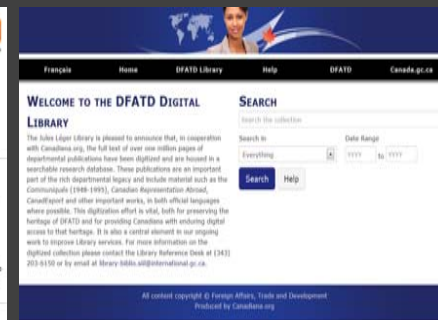 Français Home DFATD Library Help DFATD Canada.gc.ca
WELCOME TO THE DFATD DIGITAL
LIBRARY
The Jules Léger Library is pleased to announce that, in cooperation
with Canadiana.org, the full text of over one million pages of
departmental publications have been digitized and are housed in a
searchable research database. These publications are an important
part of the rich departmental legacy and include material such as the
Communiqués (1948-1995), Canadian Representation Abroad,
CanadExport and other important works, in both official languages
where possible. This digitization effort is vital, both for preserving the
heritage of DFATD and for providing Canadians with enduring digital
access to that heritage. It is also a central element in our ongoing
work to improve Library services. For more information on the
digitized collection please contact the Library Reference Desk at (343)
203-6150 or by email at
SEARCH
Search the collection
Search in Date Range
Everything YYYY to YYYY
Search Help
All content copyright © Foreign Affairs, Trade and Development
Produced by Canadiana.org